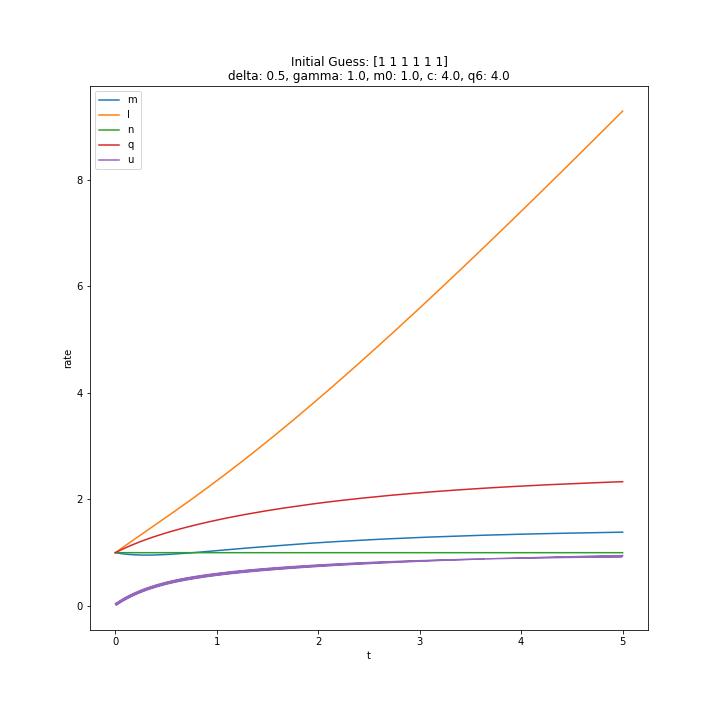 Initial Guess: [1 1 1 1 1 1]
delta: 0.5, gamma: 1.0, m0: 1.0, c: 4.0, q6: 4.0
m
l
n
q
u
8
6
4
2
0
rate
0 1 2 3 4 5
t